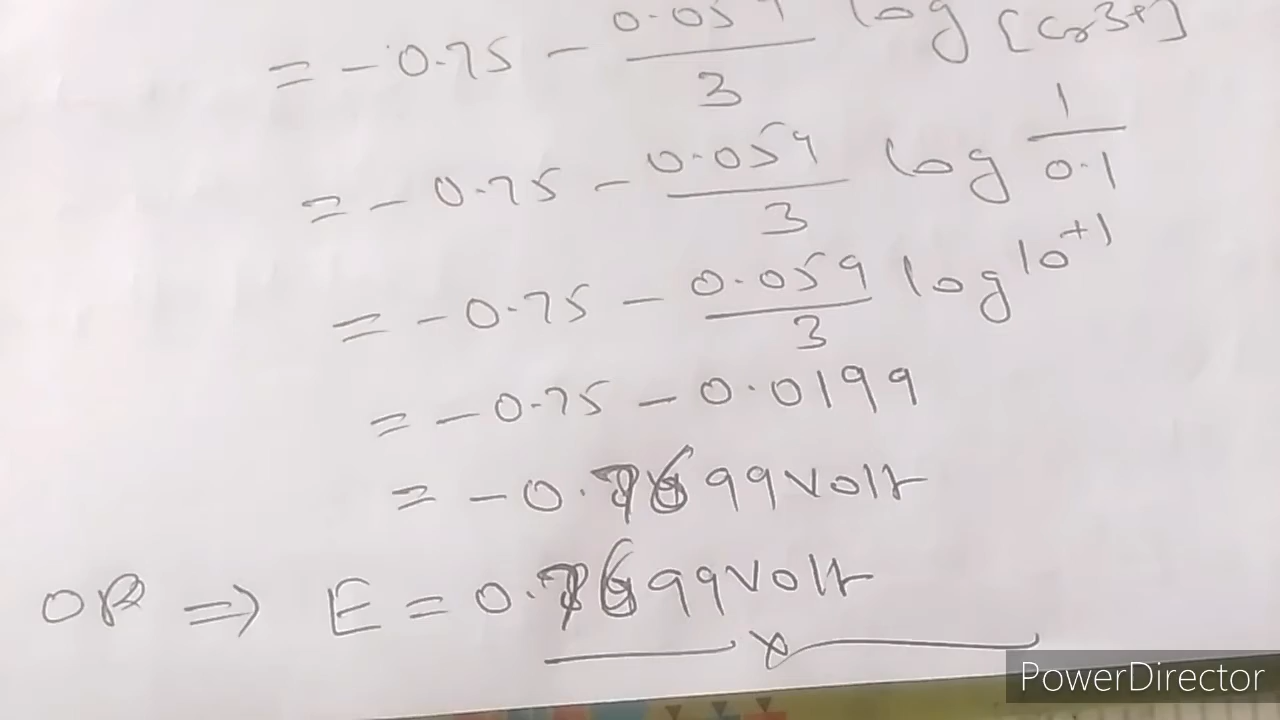 = - 0.75 - 0.059/3 log [Cr3+]
= - 0.75 - 0.059/3 log 1/0.1
= - 0.75 - 0.059/3 log 10^+1
= - 0.75 - 0.0199
= - 0.7699 volt
OR ⇒ E = 0.7699 volt
PowerDirector